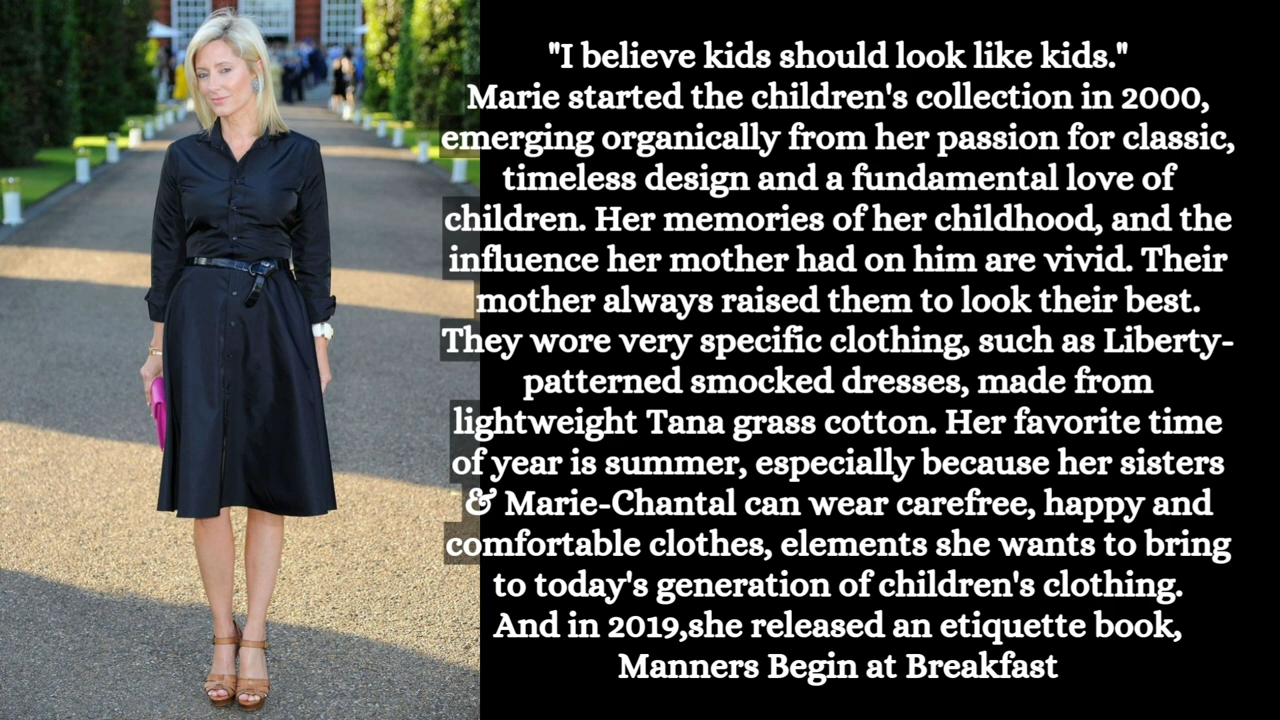 "I believe kids should look like kids."
Marie started the children's collection in 2000,
emerging organically from her passion for classic,
timeless design and a fundamental love of
children. Her memories of her childhood, and the
influence her mother had on him are vivid. Their
mother always raised them to look their best.
They wore very specific clothing, such as Liberty-
patterned smocked dresses, made from
lightweight Tana grass cotton. Her favorite time
of year is summer, especially because her sisters
& Marie-Chantal can wear carefree, happy and
comfortable clothes, elements she wants to bring
to today's generation of children's clothing.
And in 2019,she released an etiquette book,
Manners Begin at Breakfast